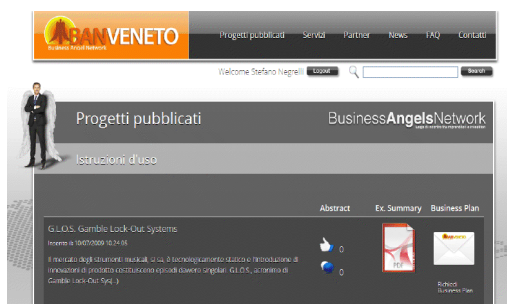 BANVENETO
Business Angel Network
Progetti pubblicati Servizi Partner News FAQ Contatti
Welcome Stefano Negrelli Logout Search
Progetti pubblicati
BusinessAngelsNetwork
Istruzioni d'uso
Abstract Ex. Summary Business Plan
G.L.O.S. Gamble Lock-Out Systems
Inserito il 10/07/2009 10.24.05
0
Il mercato degli strumenti musicali, si sa, è tecnologicamente statico e l'introduzione di
innovazioni di prodotto costituiscono episodi davvero singolari. G.L.O.S., acronimo di
Gamble Lock-Out Sys(...)
0
PDF
BANVENETO
Richiedi
Business Plan